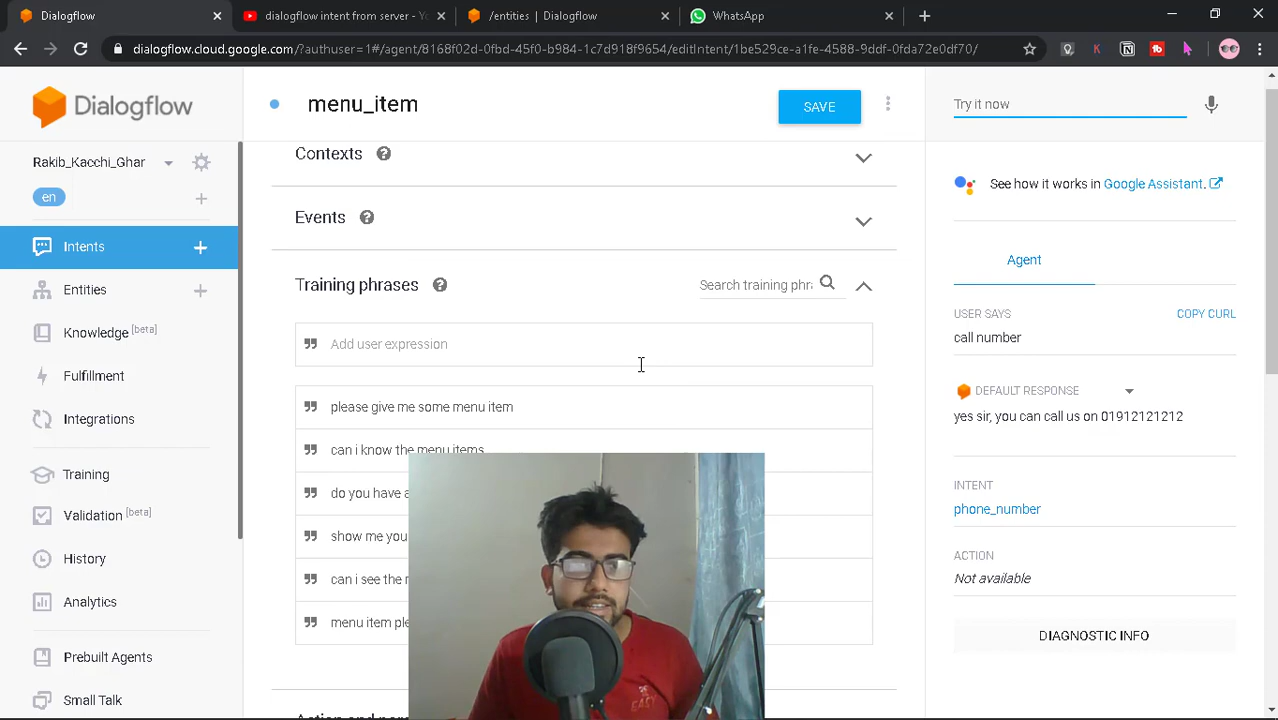 Dialogflow
dialogflow intent from server - Yo
/entities | Dialogflow
WhatsApp
dialogflow.cloud.google.com/?authuser=1#/agent/8168f02d-0fbd-45f0-b984-1c7d918f9654/editIntent/1be529ce-a1fe-4588-9ddf-0fda72e0df70/
Dialogflow
Rakib_Kacchi_Ghar
en
Intents
Entities
Knowledge [beta]
Fulfillment
Integrations
Training
Validation [beta]
History
Analytics
Prebuilt Agents
Small Talk
menu_item
SAVE
Contexts
Events
Training phrases
Search training phr
Add user expression
please give me some menu item
can i know the menu items
do you have
show me you
can i see the
menu item
Try it now
See how it works in Google Assistant.
Agent
USER SAYS
COPY CURL
call number
DEFAULT RESPONSE
yes sir, you can call us on 01912121212
INTENT
phone_number
ACTION
Not available
DIAGNOSTIC INFO